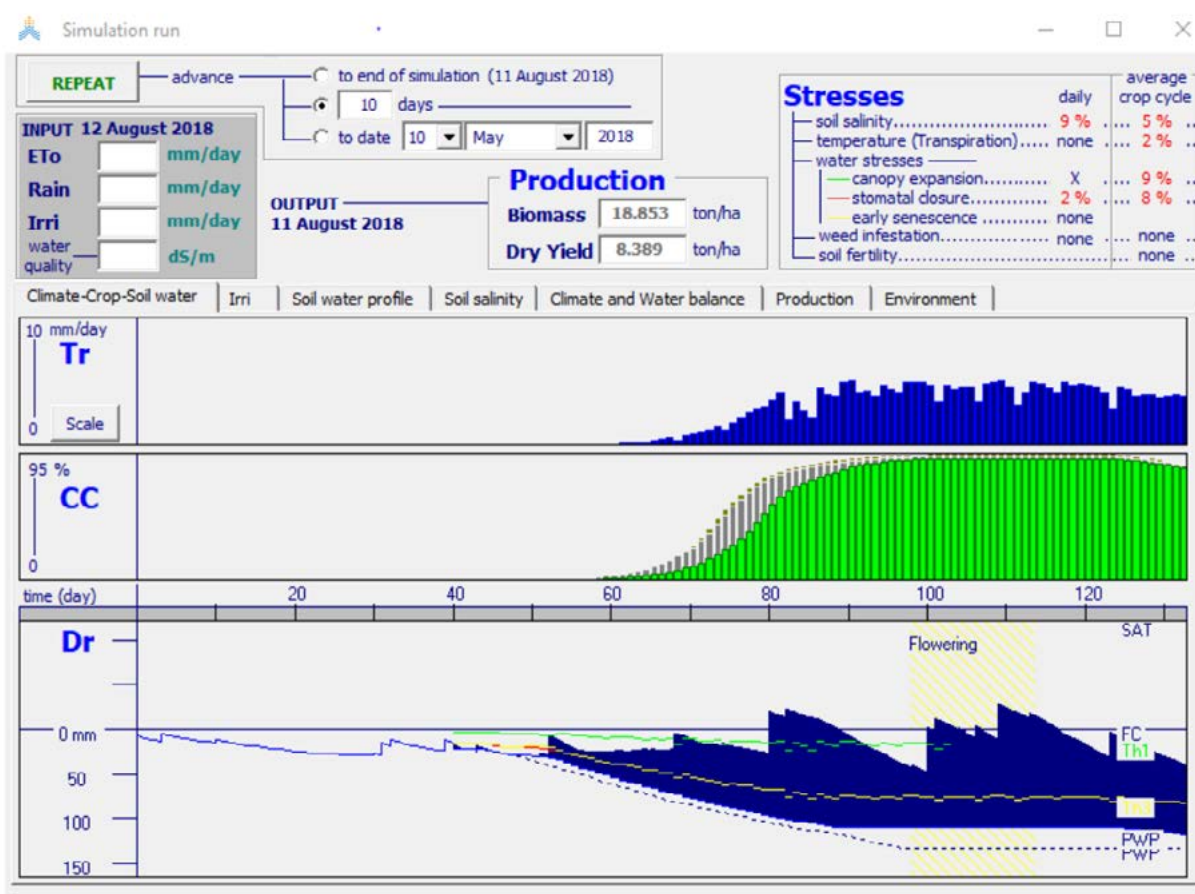 Simulation run
REPEAT
advance
to end of simulation (11 August 2018)
10 days
to date 10 May 2018
INPUT 12 August 2018
ETo mm/day
Rain mm/day
Irri mm/day
water quality dS/m
OUTPUT
11 August 2018
Production
Biomass 18.853 ton/ha
Dry Yield 8.389 ton/ha
Stresses daily average crop cycle
soil salinity 9 % 5 %
temperature (Transpiration) none 2 %
water stresses
canopy expansion X 9 %
stomatal closure 2 % 8 %
early senescence none
weed infestation none none
soil fertility none
Climate-Crop-Soil water Irri Soil water profile Soil salinity Climate and Water balance Production Environment
10 mm/day
Tr
0 Scale
95 %
CC
0
time (day) 20 40 60 80 100 120
Dr
SAT
Flowering
0 mm
FC
Th1
50
100
PWP
PWP
150